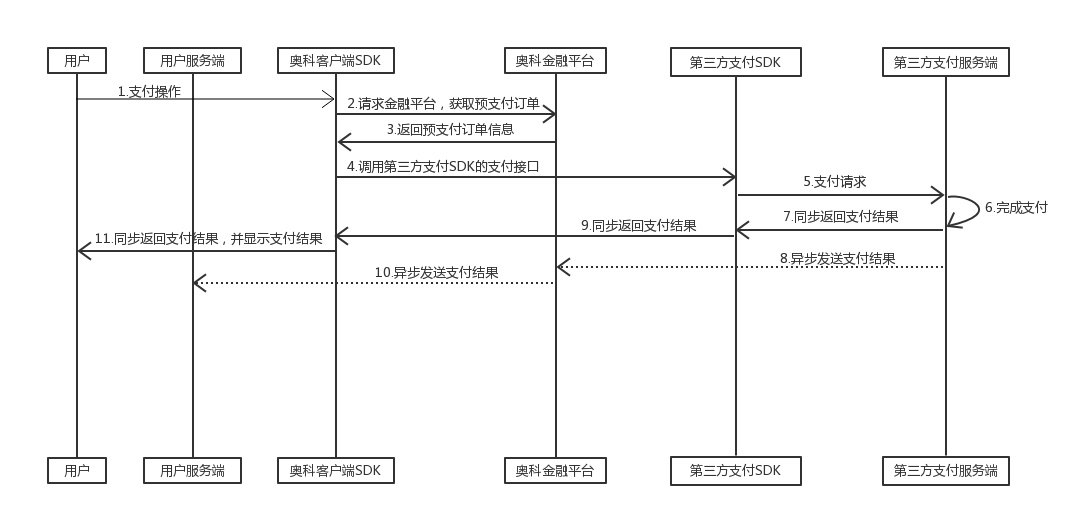 用户
用户服务端
奥科客户端SDK
奥科金融平台
第三方支付SDK
第三方支付服务端
1.支付操作
2.请求金融平台，获取预支付订单
3.返回预支付订单信息
4.调用第三方支付SDK的支付接口
5.支付请求
6.完成支付
7.同步返回支付结果
9.同步返回支付结果
11.同步返回支付结果，并显示支付结果
8.异步发送支付结果
10.异步发送支付结果
用户
用户服务端
奥科客户端SDK
奥科金融平台
第三方支付SDK
第三方支付服务端